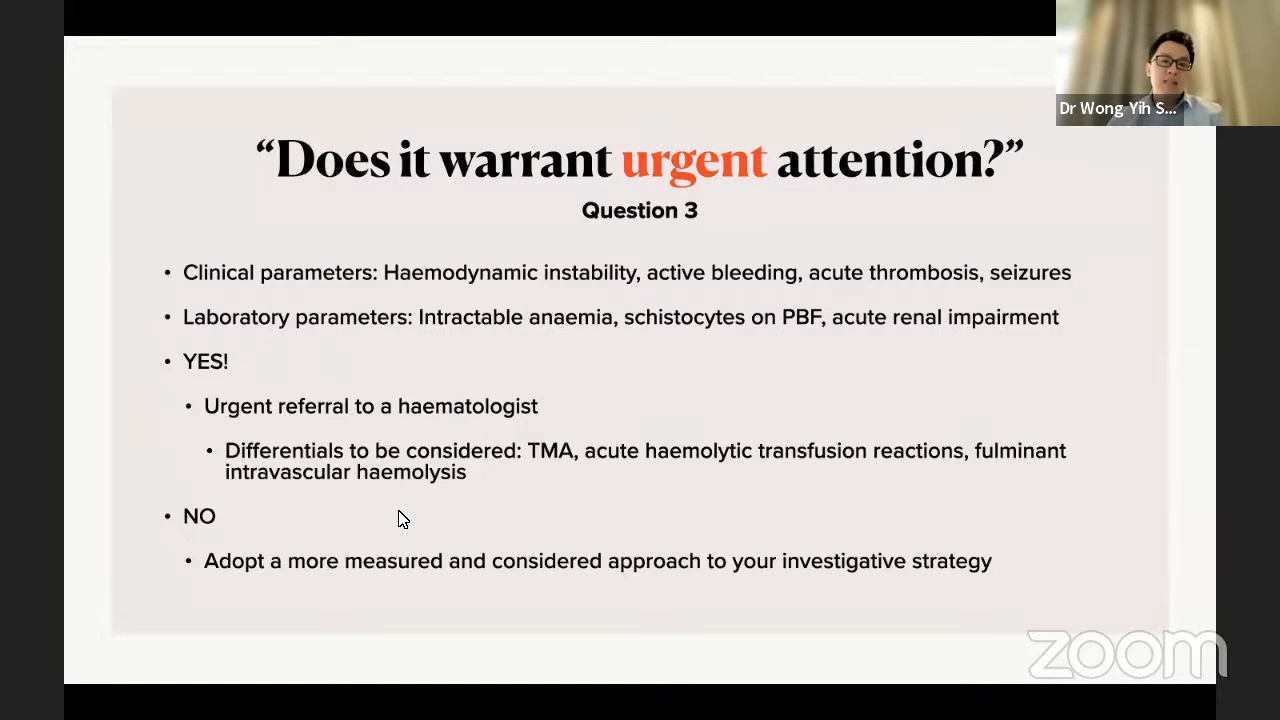 Dr Wong Yih S...
“Does it warrant urgent attention?”
Question 3
• Clinical parameters: Haemodynamic instability, active bleeding, acute thrombosis, seizures
• Laboratory parameters: Intractable anaemia, schistocytes on PBF, acute renal impairment
• YES!
• Urgent referral to a haematologist
• Differentials to be considered: TMA, acute haemolytic transfusion reactions, fulminant
intravascular haemolysis
• NO
• Adopt a more measured and considered approach to your investigative strategy
zoom